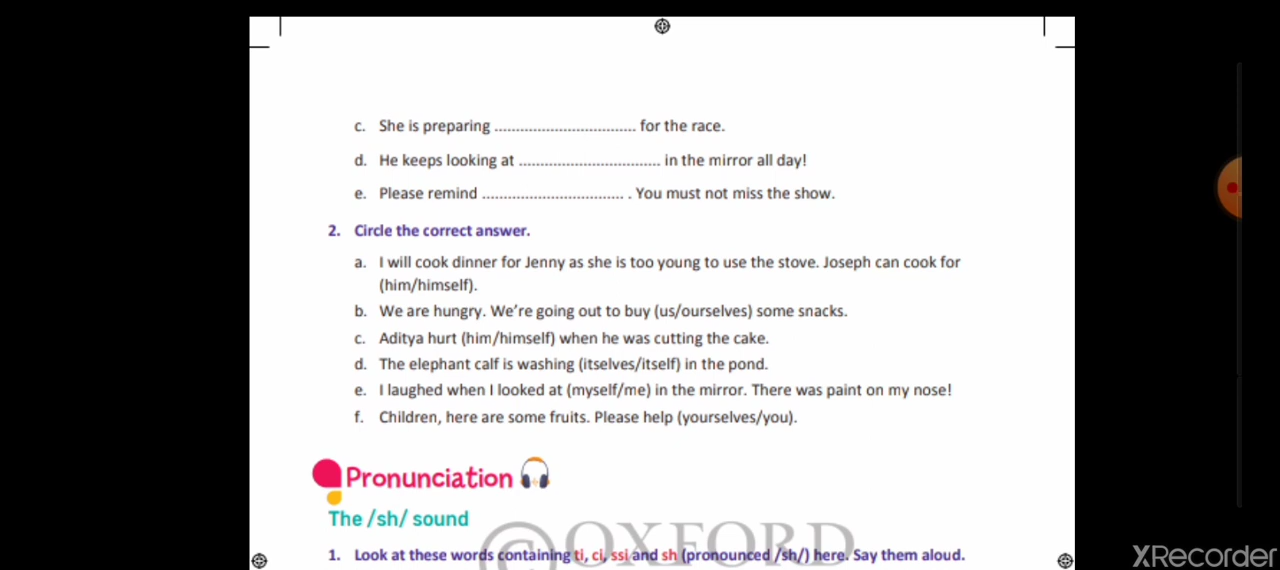 c. She is preparing .................................. for the race.
d. He keeps looking at .................................. in the mirror all day!
e. Please remind .................................. . You must not miss the show.
2. Circle the correct answer.
a. I will cook dinner for Jenny as she is too young to use the stove. Joseph can cook for
(him/himself).
b. We are hungry. We're going out to buy (us/ourselves) some snacks.
c. Aditya hurt (him/himself) when he was cutting the cake.
d. The elephant calf is washing (itselves/itself) in the pond.
e. I laughed when I looked at (myself/me) in the mirror. There was paint on my nose!
f. Children, here are some fruits. Please help (yourselves/you).
Pronunciation
The /sh/ sound
©OXFORD
1. Look at these words containing ti, ci, ssi and sh (pronounced /sh/) here. Say them aloud.
XRecorder